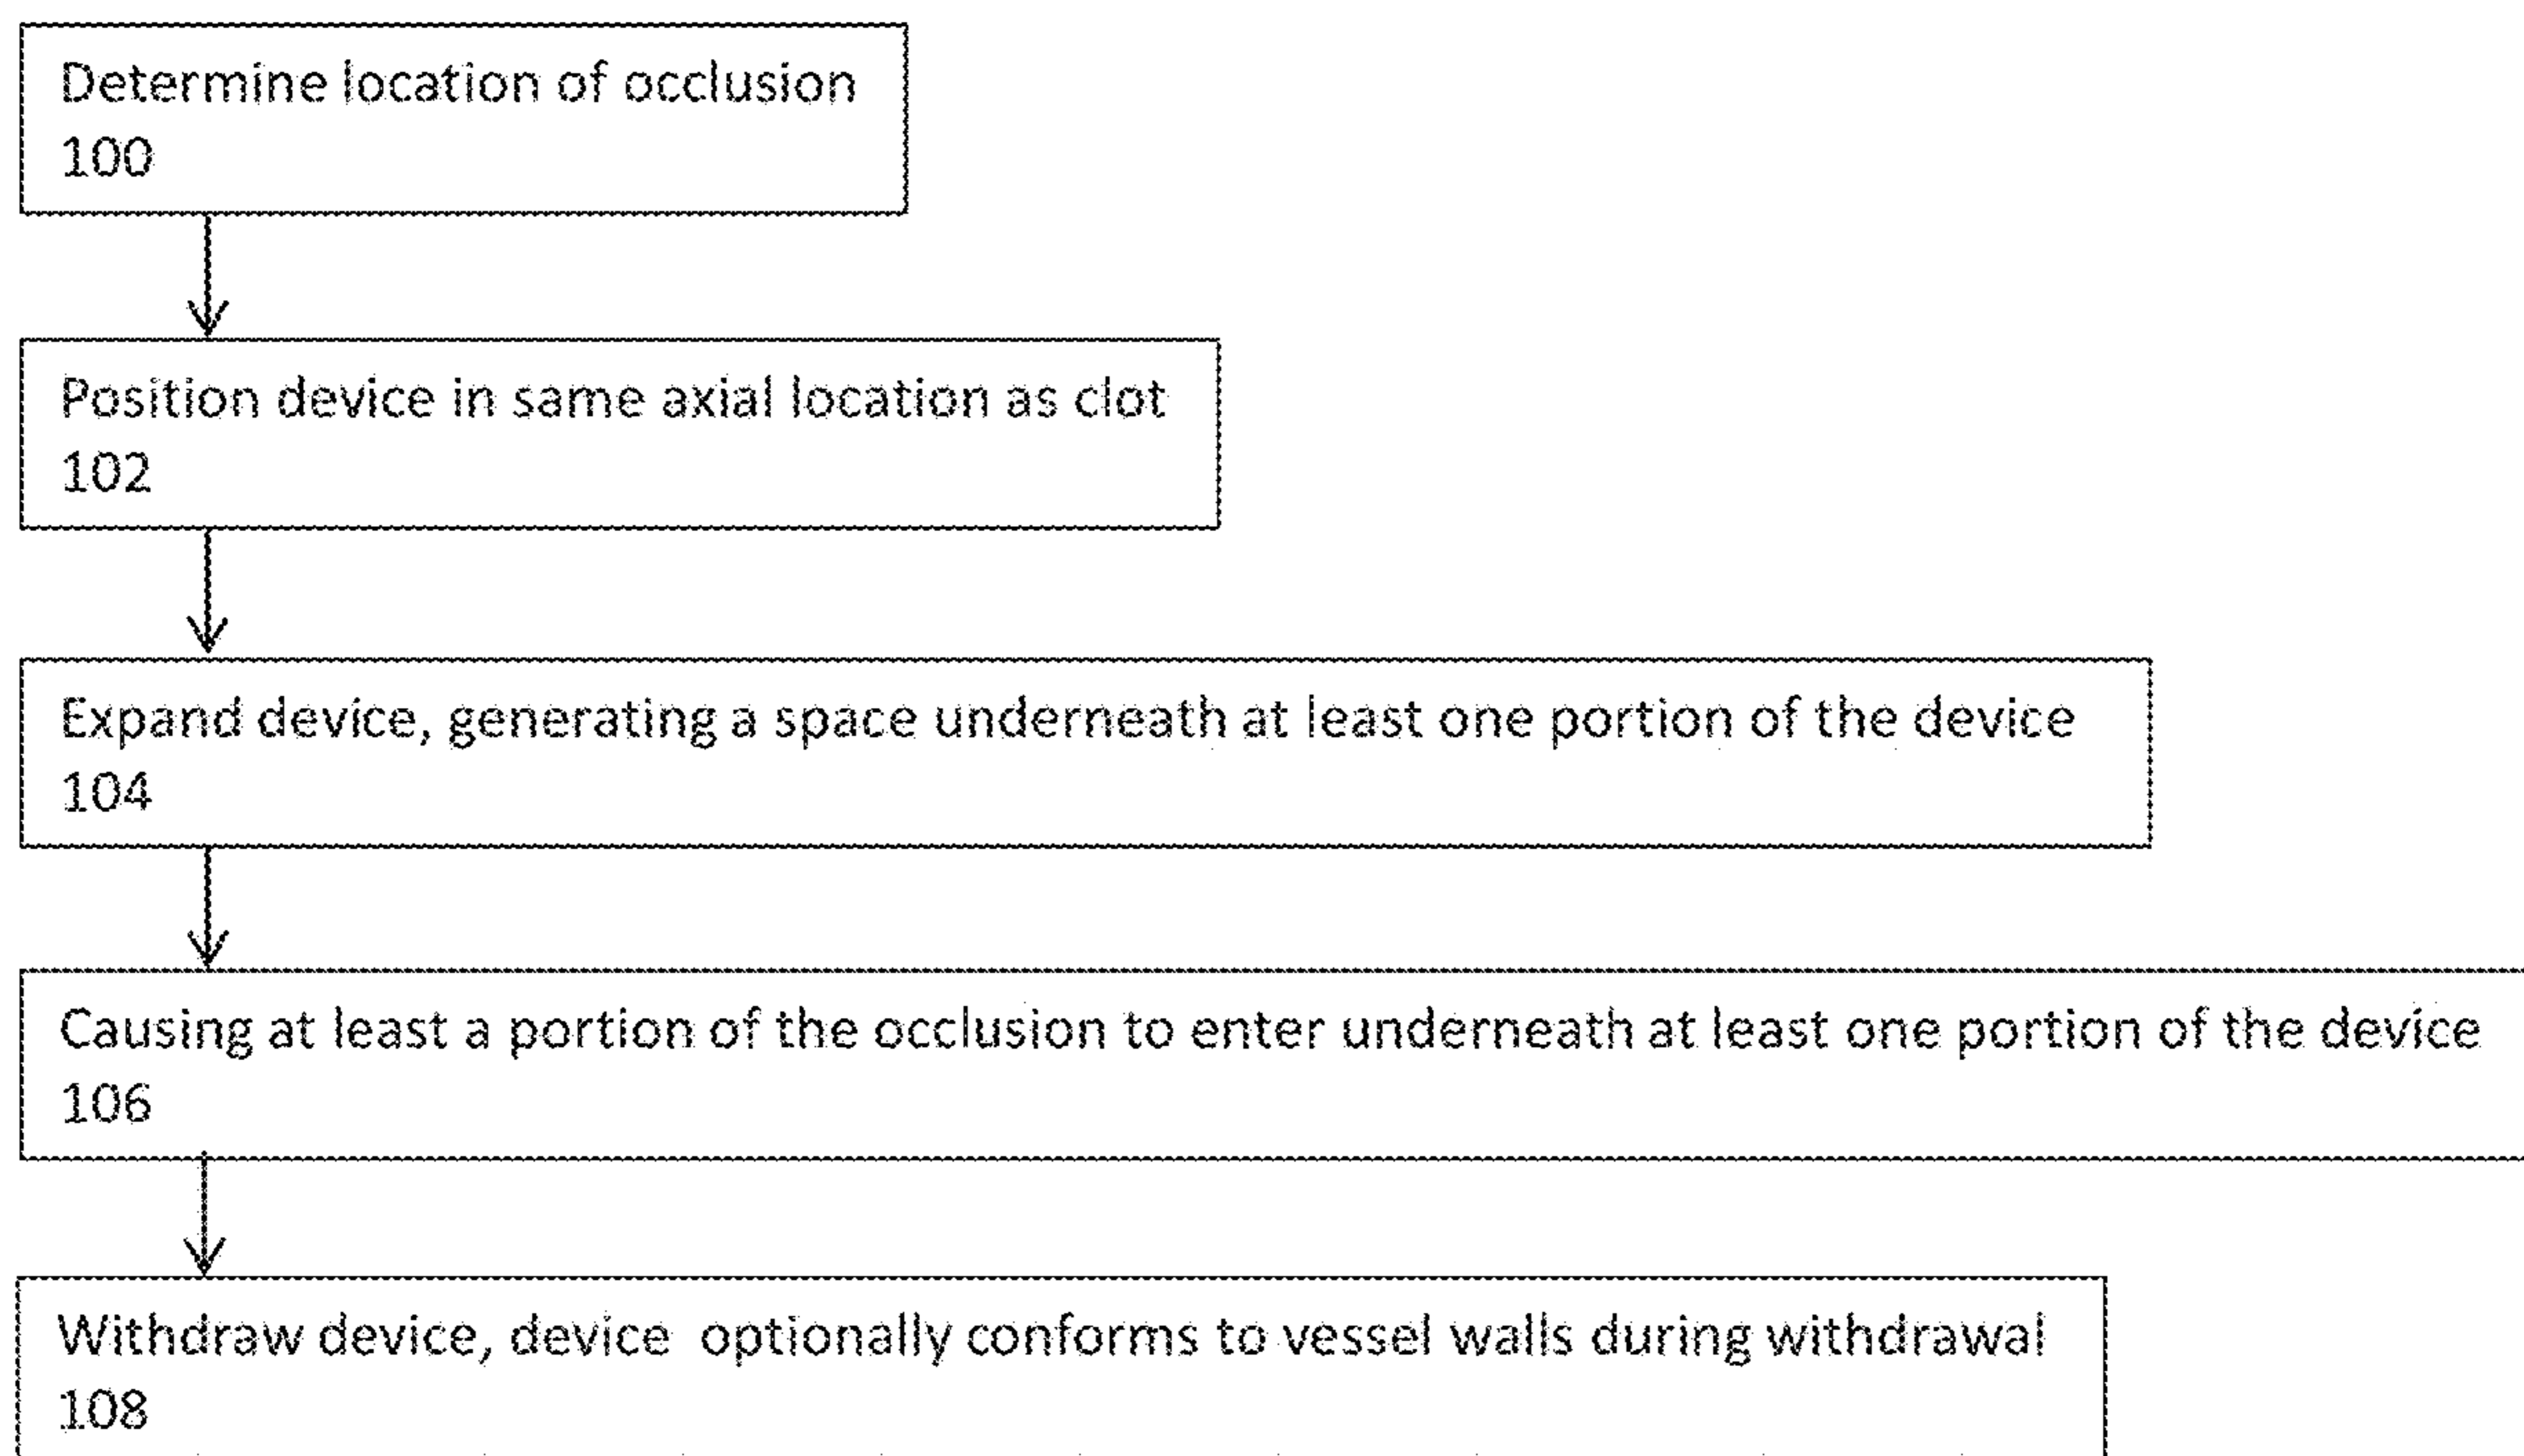 Determine location of occlusion
100
Position device in same axial location as clot
102
Expand device, generating a space underneath at least one portion of the device
104
Causing at least a portion of the occlusion to enter underneath at least one portion of the device
106
Withdraw device, device optionally conforms to vessel walls during withdrawal
108